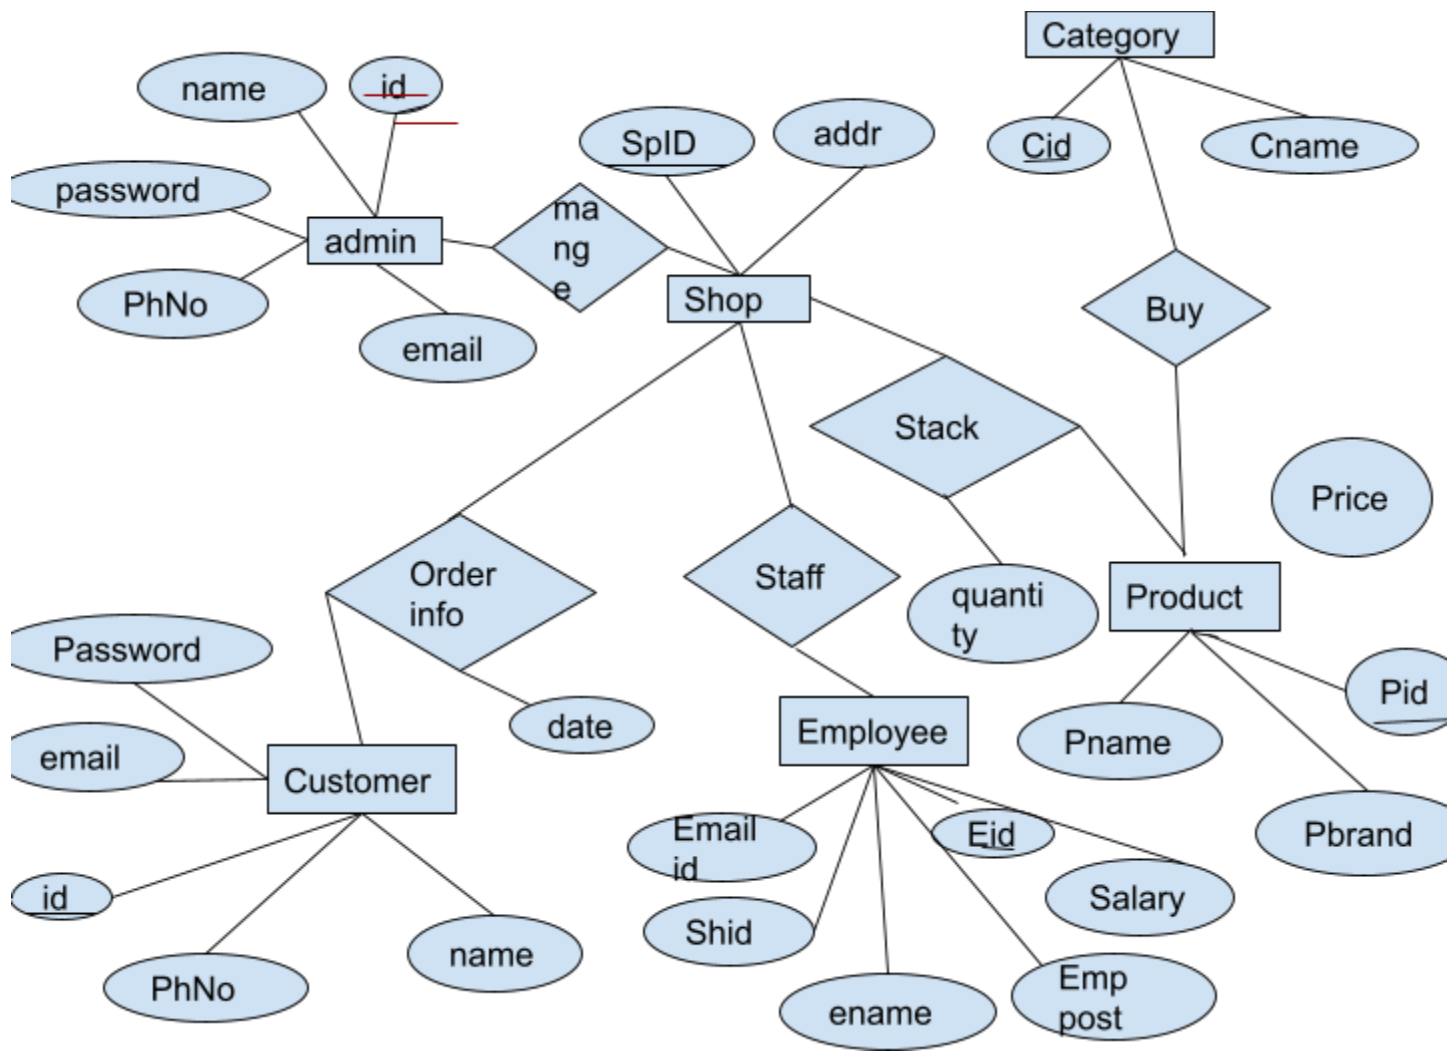 Category
name
id
SpID
addr
Cid
Cname
password
admin
ma
ng
e
PhNo
Shop
Buy
email
Stack
Price
Order
info
Staff
quanti
ty
Product
Password
Pid
date
Pname
Employee
email
Customer
Email
id
Eid
Pbrand
id
Shid
Salary
name
PhNo
ename
Emp
post